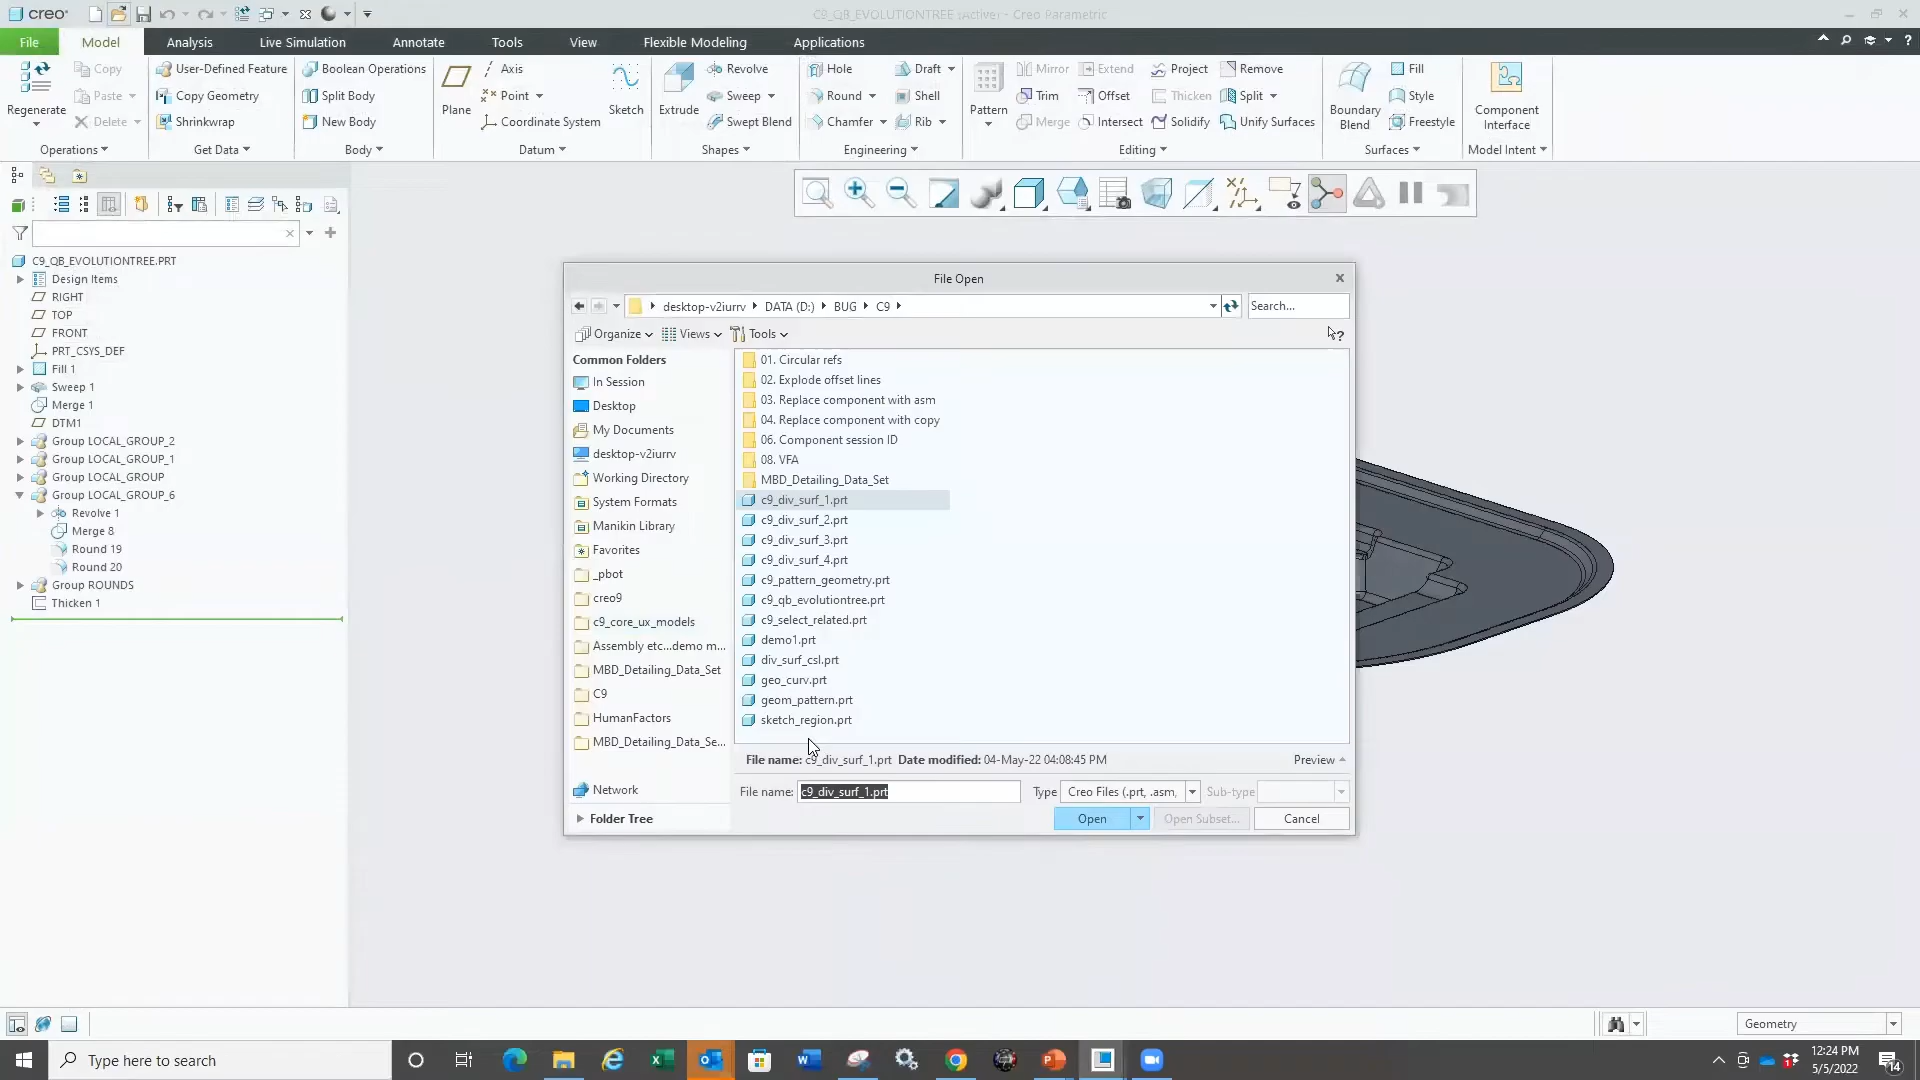 creo
C9_QB_EVOLUTIONTREE (Active) - Creo Parametric
File Model Analysis Live Simulation Annotate Tools View Flexible Modeling Applications
Regenerate
Copy
Paste
Delete
Operations
User-Defined Feature
Copy Geometry
Shrinkwrap
Get Data
Boolean Operations
Split Body
New Body
Body
Plane
Axis
Point
Coordinate System
Sketch
Datum
Extrude
Revolve
Sweep
Swept Blend
Shapes
Hole
Round
Chamfer
Draft
Shell
Rib
Engineering
Pattern
Mirror
Trim
Merge
Extend
Offset
Intersect
Project
Thicken
Solidify
Remove
Split
Unify Surfaces
Editing
Boundary
Blend
Fill
Style
Freestyle
Surfaces
Component
Interface
Model Intent
C9_QB_EVOLUTIONTREE.PRT
Design Items
RIGHT
TOP
FRONT
PRT_CSYS_DEF
Fill 1
Sweep 1
Merge 1
DTM1
Group LOCAL_GROUP_2
Group LOCAL_GROUP_1
Group LOCAL_GROUP
Group LOCAL_GROUP_6
Revolve 1
Merge 8
Round 19
Round 20
Group ROUNDS
Thicken 1
File Open
desktop-v2iurrv DATA (D:) BUG C9
Search...
Organize Views Tools
Common Folders
In Session
Desktop
My Documents
desktop-v2iurrv
Working Directory
System Formats
Manikin Library
Favorites
_pbot
creo9
c9_core_ux_models
Assembly etc...demo m...
MBD_Detailing_Data_Set
C9
HumanFactors
MBD_Detailing_Data_Se...
Network
Folder Tree
01. Circular refs
02. Explode offset lines
03. Replace component with asm
04. Replace component with copy
06. Component session ID
08. VFA
MBD_Detailing_Data_Set
c9_div_surf_1.prt
c9_div_surf_2.prt
c9_div_surf_3.prt
c9_div_surf_4.prt
c9_pattern_geometry.prt
c9_qb_evolutiontree.prt
c9_select_related.prt
demo1.prt
div_surf_csl.prt
geo_curv.prt
geom_pattern.prt
sketch_region.prt
File name: c9_div_surf_1.prt Date modified: 04-May-22 04:08:45 PM
Preview
File name: c9_div_surf_1.prt
Type Creo Files (.prt, .asm,
Sub-type
Open
Open Subset...
Cancel
Geometry
Type here to search
12:24 PM
5/5/2022
14